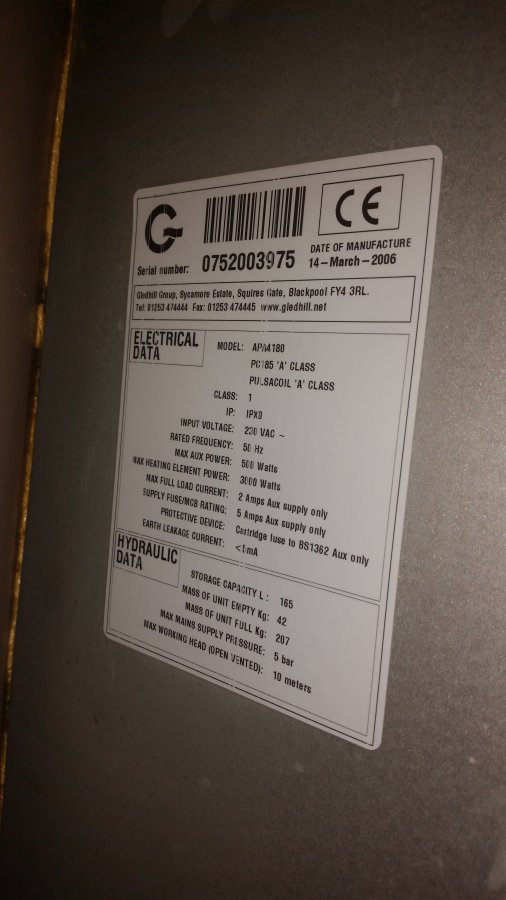 G
CE
Serial number: 0752003975
DATE OF MANUFACTURE
14-March-2006
Gledhill Group, Sycamore Estate, Squires Gate, Blackpool FY4 3RL.
Tel: 01253 474444 Fax: 01253 474445 www.gledhill.net
ELECTRICAL DATA
MODEL: APA4180
PC185 'A' CLASS
PULSACOIL 'A' CLASS
CLASS: 1
IP: IPX0
INPUT VOLTAGE: 230 VAC ~
RATED FREQUENCY: 50 Hz
MAX AUX POWER: 500 Watts
MAX HEATING ELEMENT POWER: 3000 Watts
MAX FULL LOAD CURRENT: 2 Amps Aux supply only
SUPPLY FUSE/MCB RATING: 5 Amps Aux supply only
PROTECTIVE DEVICE: Cartridge fuse to BS1362 Aux only
EARTH LEAKAGE CURRENT: <5mA
HYDRAULIC DATA
STORAGE CAPACITY L: 165
MASS OF UNIT EMPTY Kg: 42
MASS OF UNIT FULL Kg: 207
MAX MAINS SUPPLY PRESSURE: 5 bar
MAX WORKING HEAD (OPEN VENTED): 10 meters